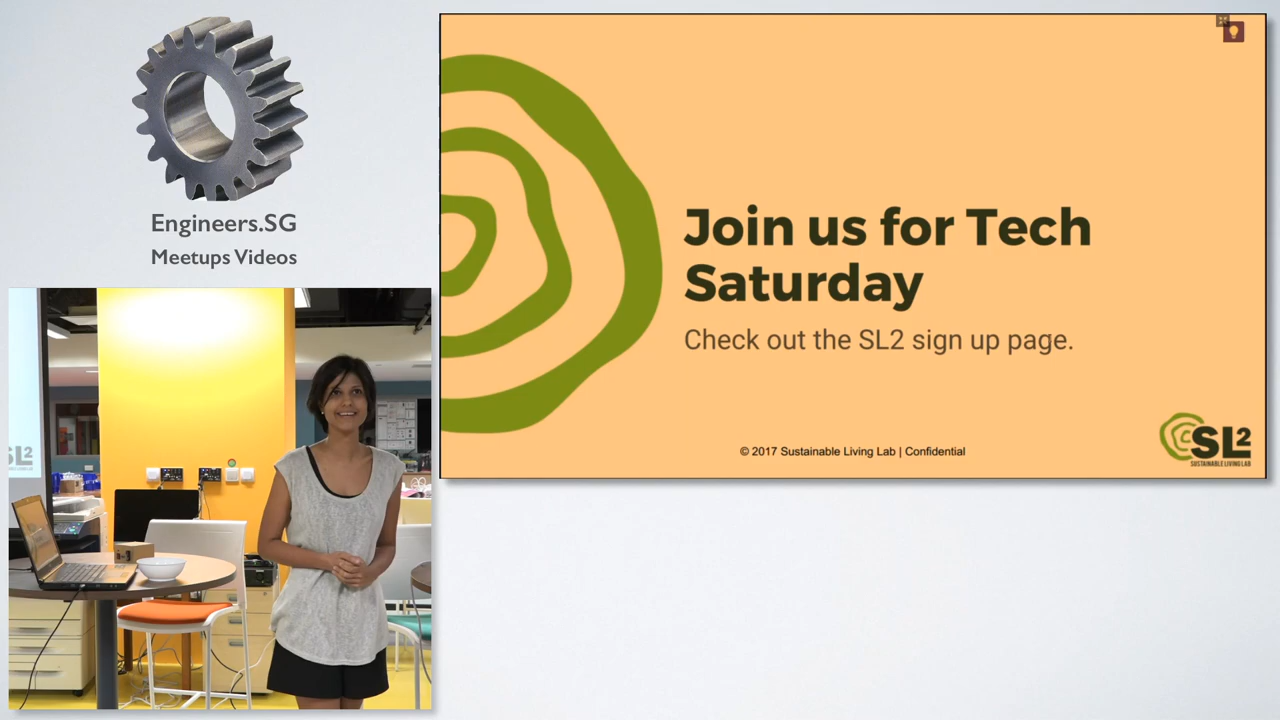 Engineers.SG
Meetups Videos
Join us for Tech
Saturday
Check out the SL2 sign up page.
© 2017 Sustainable Living Lab | Confidential
SL2
SUSTAINABLE LIVING LAB
SL2